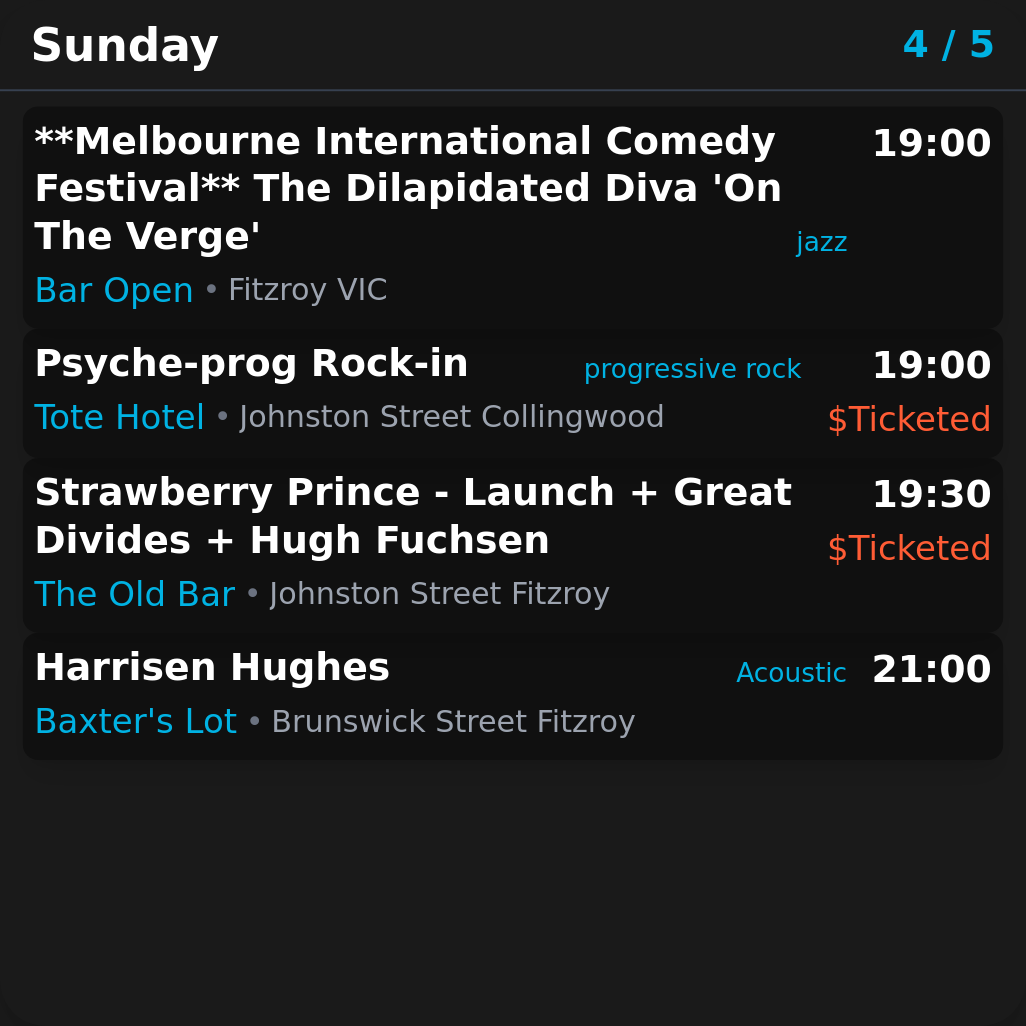 Sunday 4 / 5
**Melbourne International Comedy 19:00
Festival** The Dilapidated Diva 'On
The Verge' jazz
Bar Open • Fitzroy VIC
Psyche-prog Rock-in progressive rock 19:00
Tote Hotel • Johnston Street Collingwood $Ticketed
Strawberry Prince - Launch + Great 19:30
Divides + Hugh Fuchsen $Ticketed
The Old Bar • Johnston Street Fitzroy
Harrisen Hughes Acoustic 21:00
Baxter's Lot • Brunswick Street Fitzroy